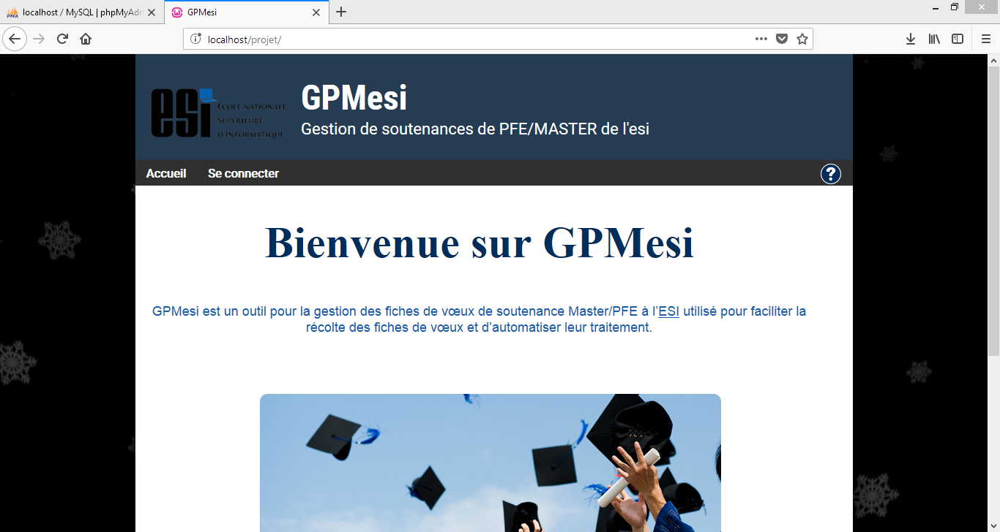 localhost / MySQL | phpMyAdm
GPMesi
localhost/projet/
esi
École nationale
Supérieure
d'Informatique
GPMesi
Gestion de soutenances de PFE/MASTER de l'esi
Accueil
Se connecter
?
Bienvenue sur GPMesi
GPMesi est un outil pour la gestion des fiches de vœux de soutenance Master/PFE à l’ESI utilisé pour faciliter la
récolte des fiches de vœux et d’automatiser leur traitement.